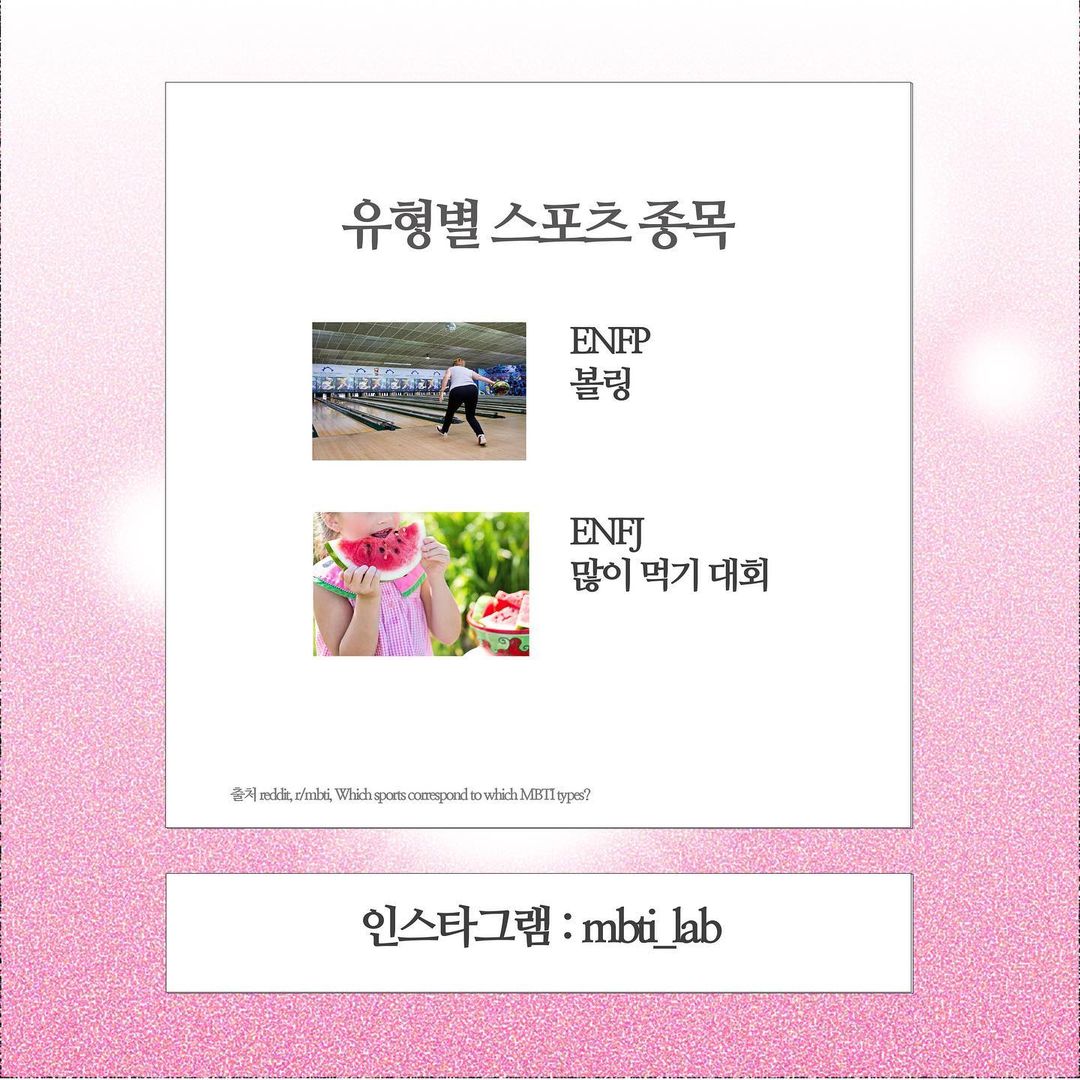 유형별 스포츠 종목
ENFP
볼링
ENFJ
많이 먹기 대회
출처 reddit, r/mbti, Which sports correspond to which MBTI types?
인스타그램 : mbti_lab